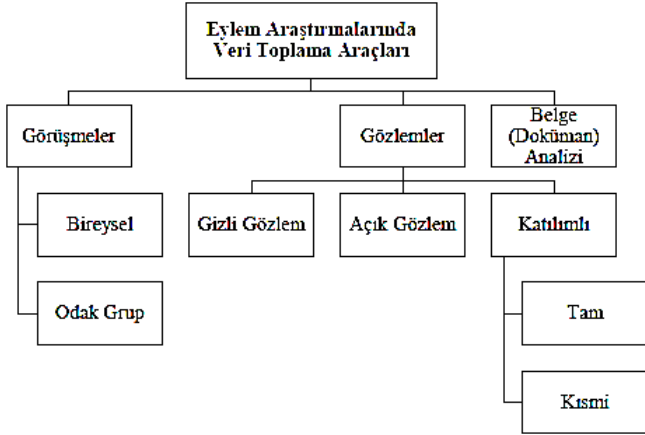 Eylem Araştırmalarında
Veri Toplama Araçları
Görüşmeler
Gözlemler
Belge
(Doküman)
Analizi
Bireysel
Gizli Gözlem
Açık Gözlem
Katılımlı
Odak Grup
Tam
Kısmi